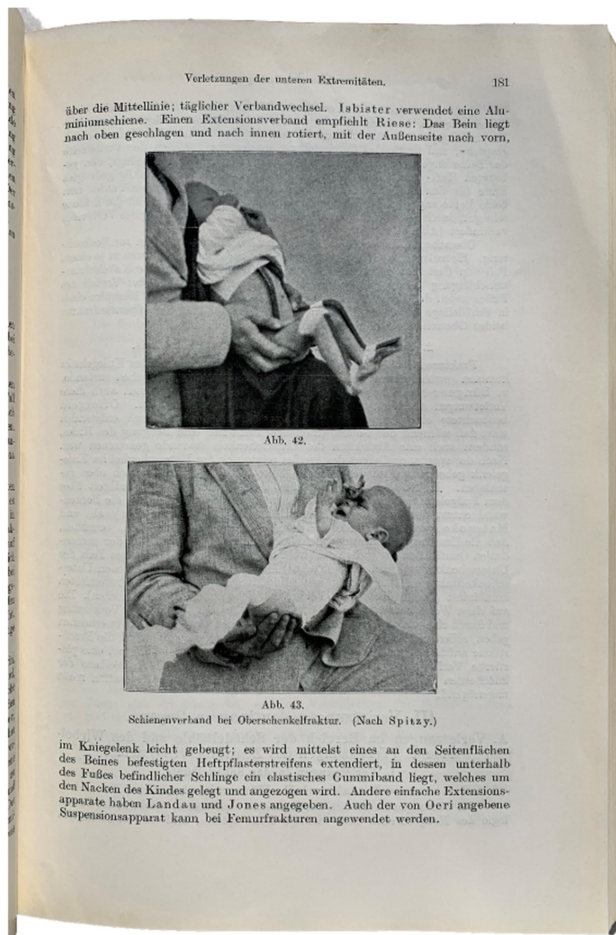 Verletzungen der unteren Extremitäten. 181
über die Mittellinie; täglicher Verbandwechsel. Isbister verwendet eine Alu-
miniumschiene. Einen Extensionsverband empfiehlt Riese: Das Bein liegt
nach oben geschlagen und nach innen rotiert, mit der Außenseite nach vorn,
Abb. 42.
Abb. 43.
Schienenverband bei Oberschenkelfraktur. (Nach Spitzy.)
im Kniegelenk leicht gebeugt; es wird mittelst eines an den Seitenflächen
des Beines befestigten Heftpflasterstreifens extendiert, in dessen unterhalb
des Fußes befindlicher Schlinge ein elastisches Gummiband liegt, welches um
den Nacken des Kindes gelegt und angezogen wird. Andere einfache Extensions-
apparate haben Landau und Jones angegeben. Auch der von Oeri angebene
Suspensionsapparat kann bei Femurfrakturen angewendet werden.